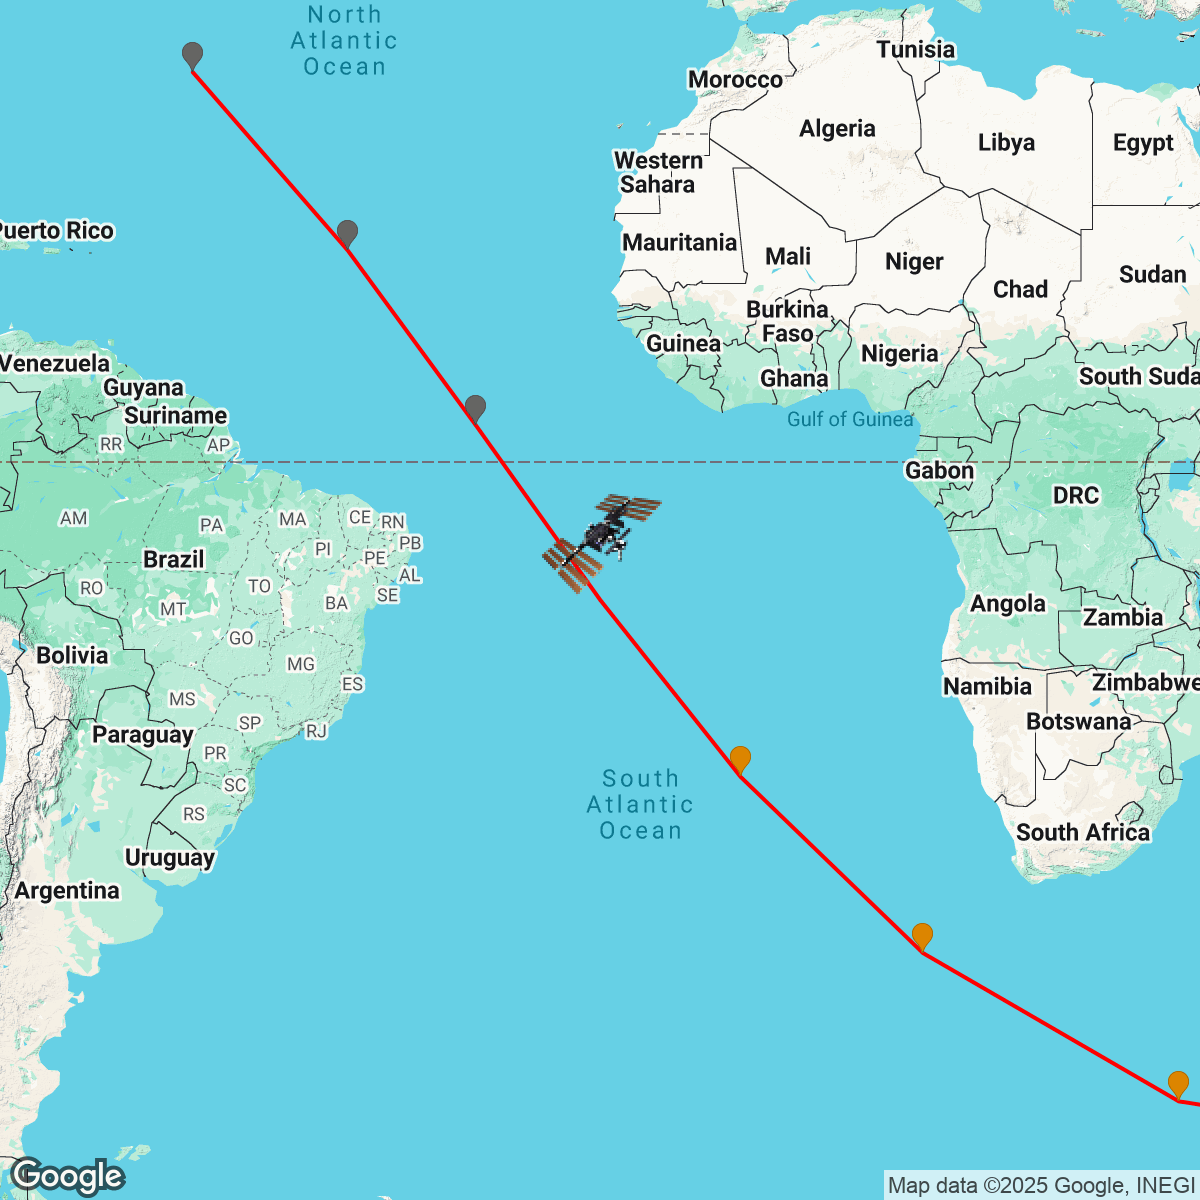 North
Atlantic
Ocean
Tunisia
Morocco
Algeria
Libya
Egypt
Western
Sahara
Puerto Rico
Mauritania
Mali
Niger
Chad
Sudan
Burkina
Faso
Guinea
Nigeria
Ghana
South Suda
Venezuela
Guyana
Suriname
RR
AP
Gulf of Guinea
Gabon
DRC
AM
PA
MA
CE
RN
PB
PI
PE
AL
Brazil
RO
TO
SE
MT
BA
Angola
Zambia
GO
Bolivia
MG
ES
MS
Namibia
Zimbabwe
SP
RJ
Botswana
Paraguay
PR
SC
South
Atlantic
Ocean
RS
South Africa
Uruguay
Argentina
Google
Map data ©2025 Google, INEGI